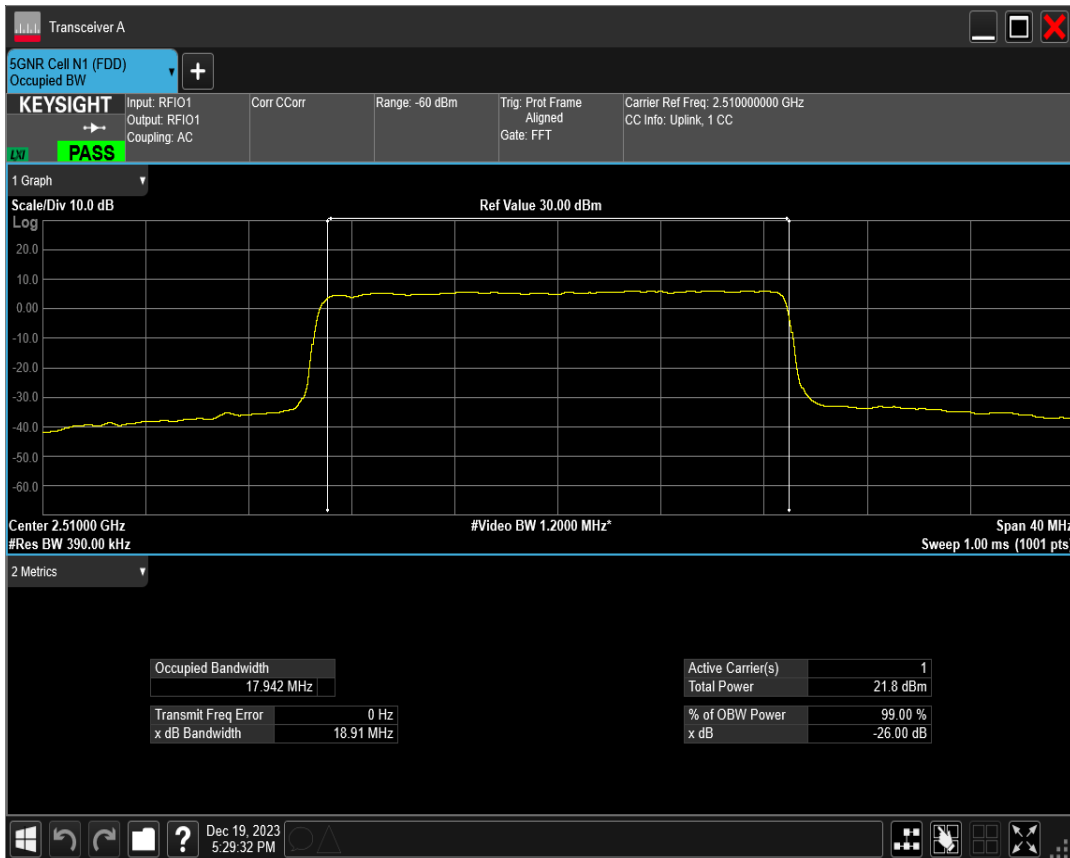 Transceiver A
5GNR Cell N1 (FDD)
Occupied BW
+
KEYSIGHT
LXI
PASS
Input: RFIO1
Output: RFIO1
Coupling: AC
Corr CCorr
Range: -60 dBm
Trig: Prot Frame
Aligned
Gate: FFT
Carrier Ref Freq: 2.510000000 GHz
CC Info: Uplink, 1 CC
1 Graph
Scale/Div 10.0 dB
Ref Value 30.00 dBm
Log
20.0
10.0
0.00
-10.0
-20.0
-30.0
-40.0
-50.0
-60.0
Center 2.51000 GHz
#Video BW 1.2000 MHz*
Span 40 MHz
#Res BW 390.00 kHz
Sweep 1.00 ms (1001 pts)
2 Metrics
Occupied Bandwidth
17.942 MHz
Transmit Freq Error 0 Hz
x dB Bandwidth 18.91 MHz
Active Carrier(s) 1
Total Power 21.8 dBm
% of OBW Power 99.00 %
x dB -26.00 dB
?
Dec 19, 2023
5:29:32 PM